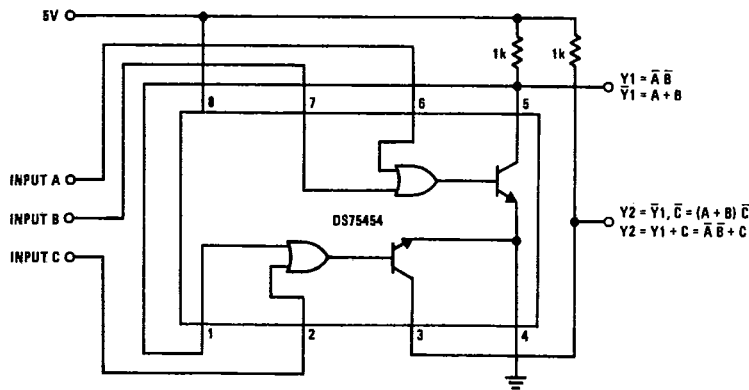 5V
1k
1k
Y1 = A̅ B̅
Y̅1 = A + B
8
7
6
5
INPUT A
INPUT B
INPUT C
DS75454
Y2 = Y̅1, C̅ = (A + B) C̅
Y2 = Y1 + C = A̅ B̅ + C
1
2
3
4